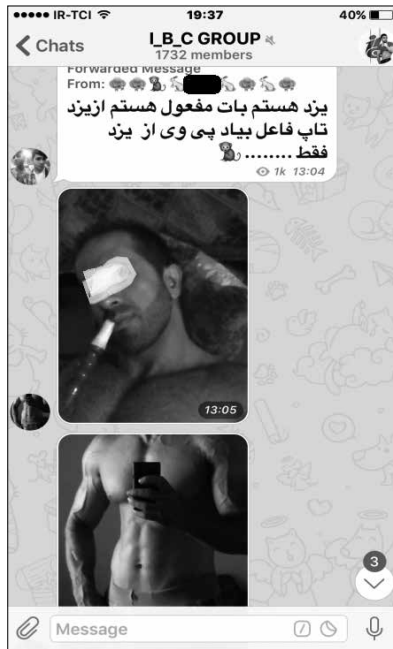 IR-TCI 19:37 40%
Chats I_B_C GROUP
1732 members
Forwarded Message
From:
یزد هستم بات مفعول هستم ازیزد
تاپ فاعل بیاد پی وی از یزد
فقط ........
1k 13:04
13:05
3
Message